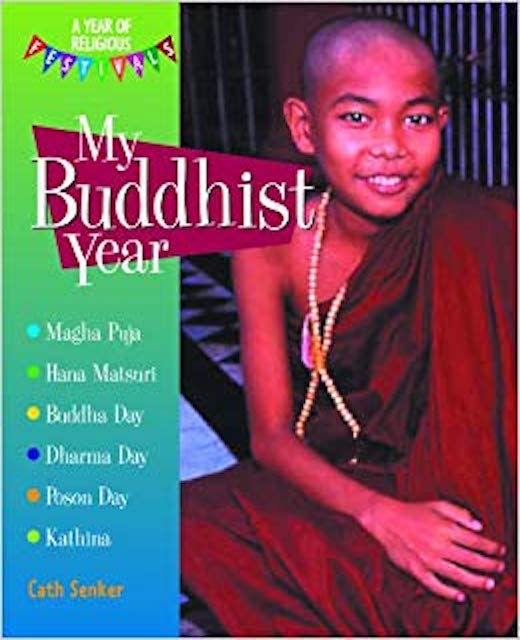 A YEAR OF
RELIGIOUS
FESTIVALS
My
Buddhist
Year
Magha Puja
Hana Matsuri
Buddha Day
Dharma Day
Poson Day
Kathina
Cath Senker